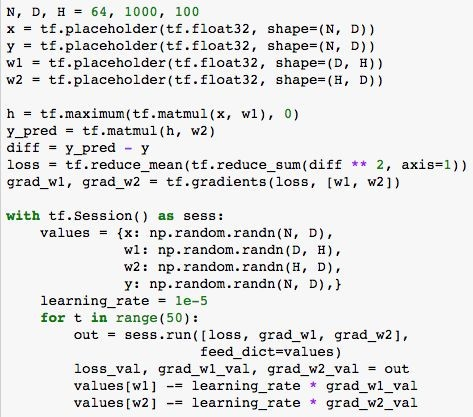 N, D, H = 64, 1000, 100
x = tf.placeholder(tf.float32, shape=(N, D))
y = tf.placeholder(tf.float32, shape=(N, D))
w1 = tf.placeholder(tf.float32, shape=(D, H))
w2 = tf.placeholder(tf.float32, shape=(H, D))

h = tf.maximum(tf.matmul(x, w1), 0)
y_pred = tf.matmul(h, w2)
diff = y_pred - y
loss = tf.reduce_mean(tf.reduce_sum(diff ** 2, axis=1))
grad_w1, grad_w2 = tf.gradients(loss, [w1, w2])

with tf.Session() as sess:
    values = {x: np.random.randn(N, D),
              w1: np.random.randn(D, H),
              w2: np.random.randn(H, D),
              y: np.random.randn(N, D),}
    learning_rate = 1e-5
    for t in range(50):
        out = sess.run([loss, grad_w1, grad_w2],
                       feed_dict=values)
        loss_val, grad_w1_val, grad_w2_val = out
        values[w1] -= learning_rate * grad_w1_val
        values[w2] -= learning_rate * grad_w2_val